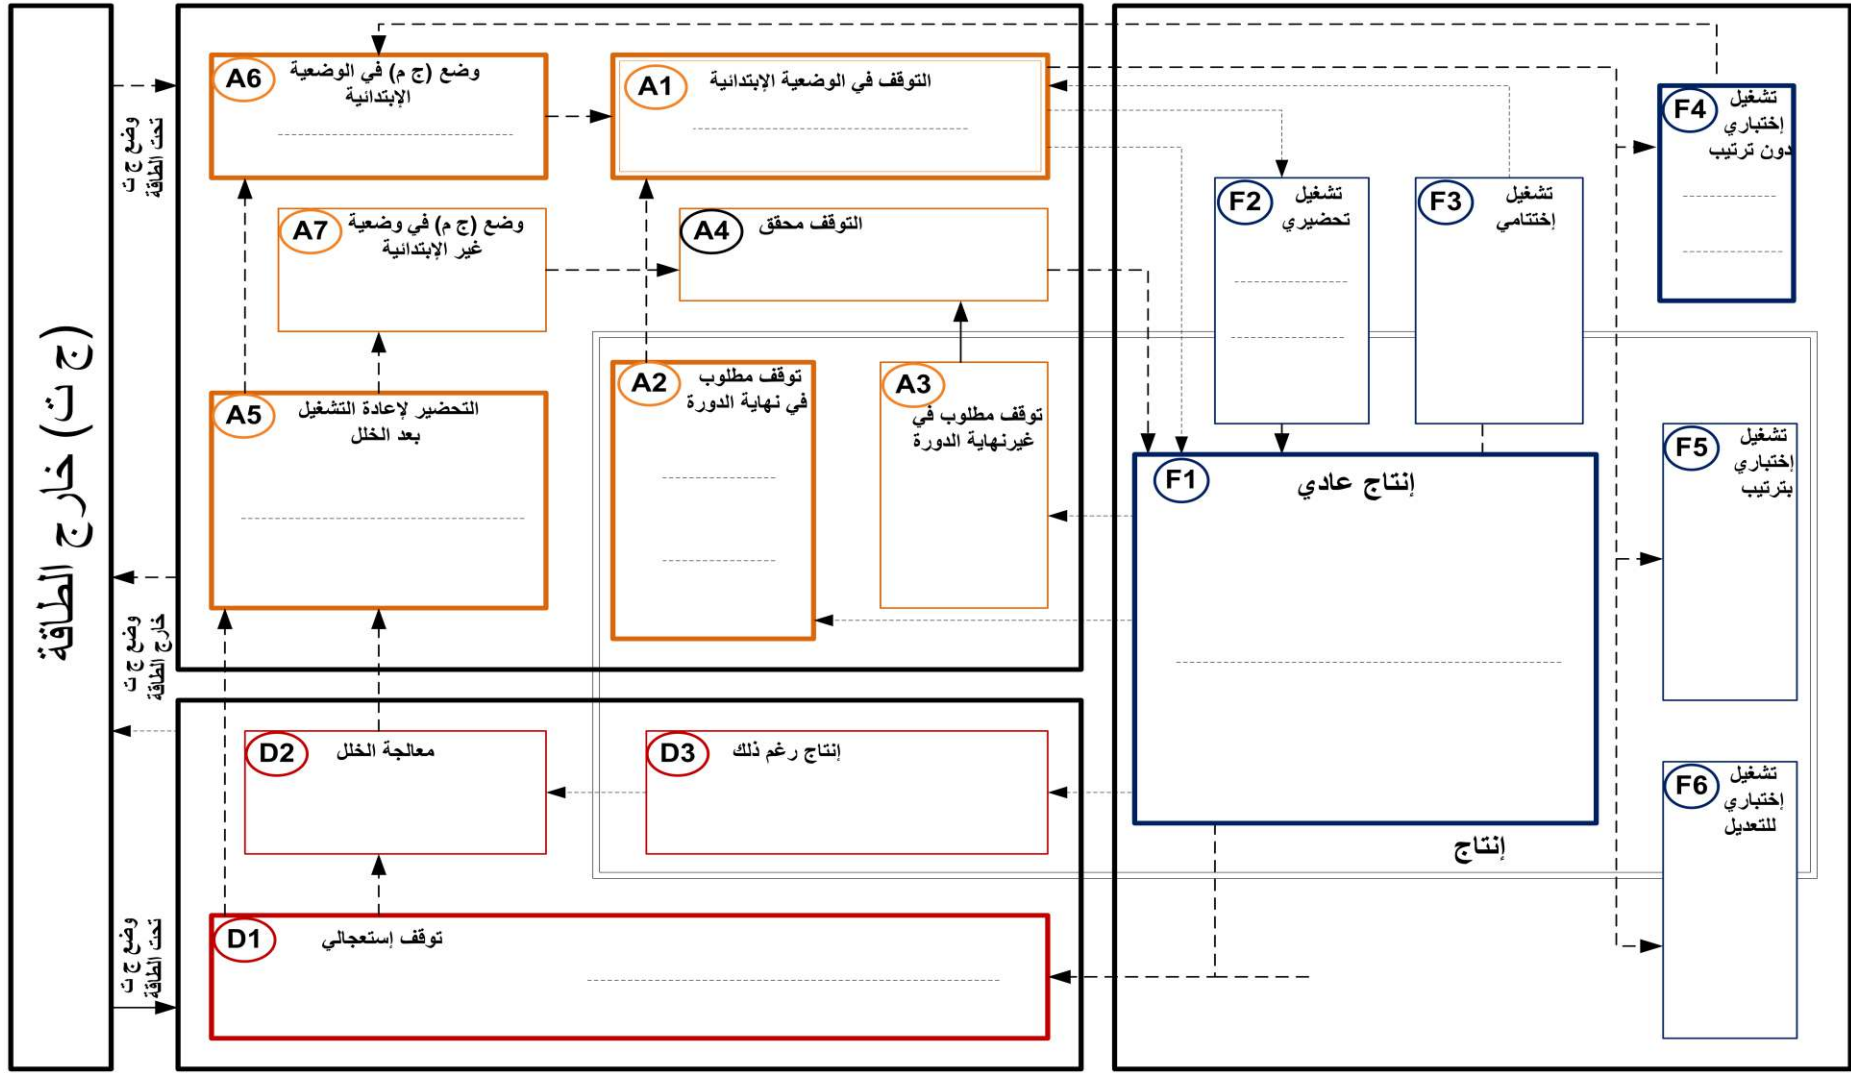 (ج ت) خارج الطاقة
وضع ج ت
تحت الطاقة
وضع ج ت
خارج الطاقة
وضع ج ت
تحت الطاقة
A6
وضع (ج م) في الوضعية
الإبتدائية
A1
التوقف في الوضعية الإبتدائية
A7
وضع (ج م) في وضعية
غير الإبتدائية
A4
التوقف محقق
A5
التحضير لإعادة التشغيل
بعد الخلل
A2
توقف مطلوب
في نهاية الدورة
A3
توقف مطلوب في
غيرنهاية الدورة
D2
معالجة الخلل
D3
إنتاج رغم ذلك
D1
توقف إستعجالي
F4
تشغيل
إختباري
دون ترتيب
F2
تشغيل
تحضيري
F3
تشغيل
إختتامي
F1
إنتاج عادي
F5
تشغيل
إختباري
بترتيب
F6
تشغيل
إختباري
للتعديل
إنتاج